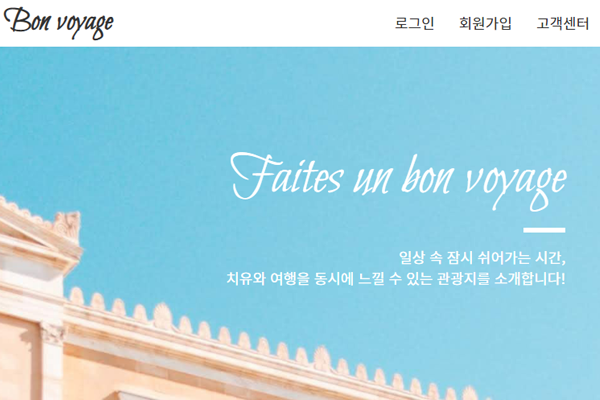 Bon voyage
로그인 회원가입 고객센터
Faites un bon voyage
일상 속 잠시 쉬어가는 시간,
치유와 여행을 동시에 느낄 수 있는 관광지를 소개합니다!